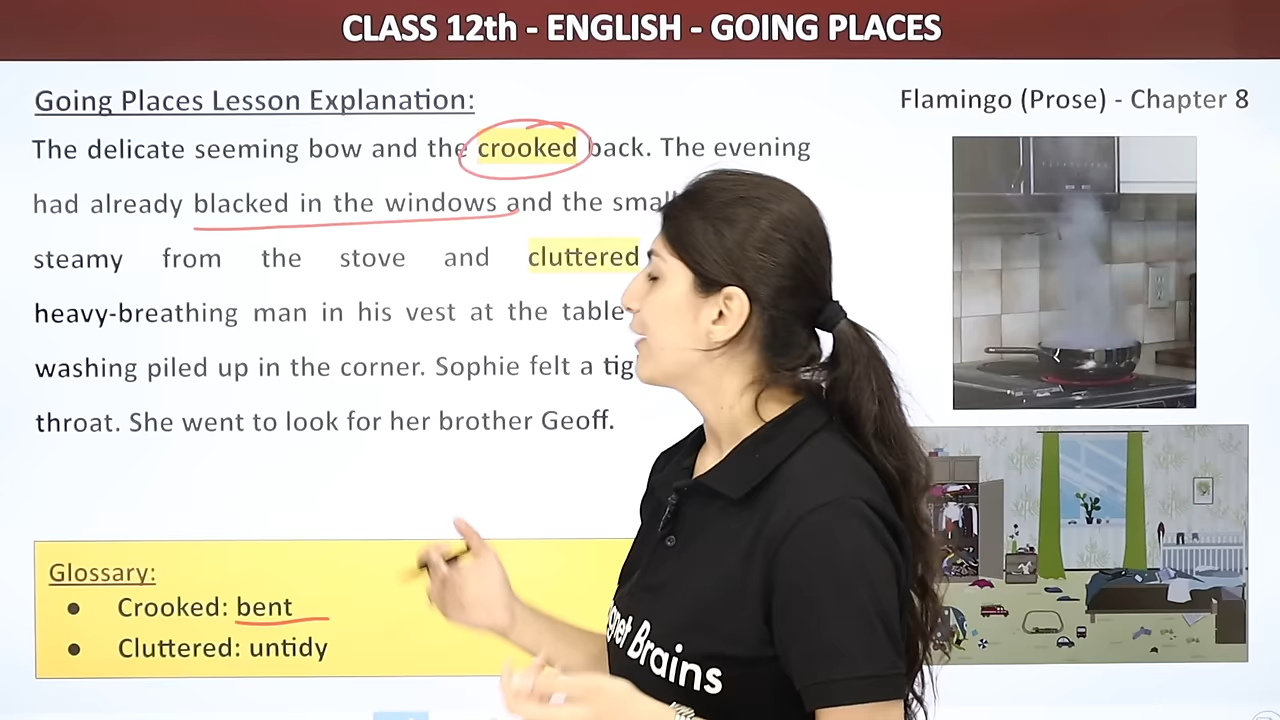 CLASS 12th - ENGLISH - GOING PLACES
Going Places Lesson Explanation:
Flamingo (Prose) - Chapter 8
The delicate seeming bow and the crooked back. The evening
had already blacked in the windows and the small
steamy from the stove and cluttered
heavy-breathing man in his vest at the table
washing piled up in the corner. Sophie felt a
throat. She went to look for her brother Geoff.
Glossary:
● Crooked: bent
● Cluttered: untidy
Brains